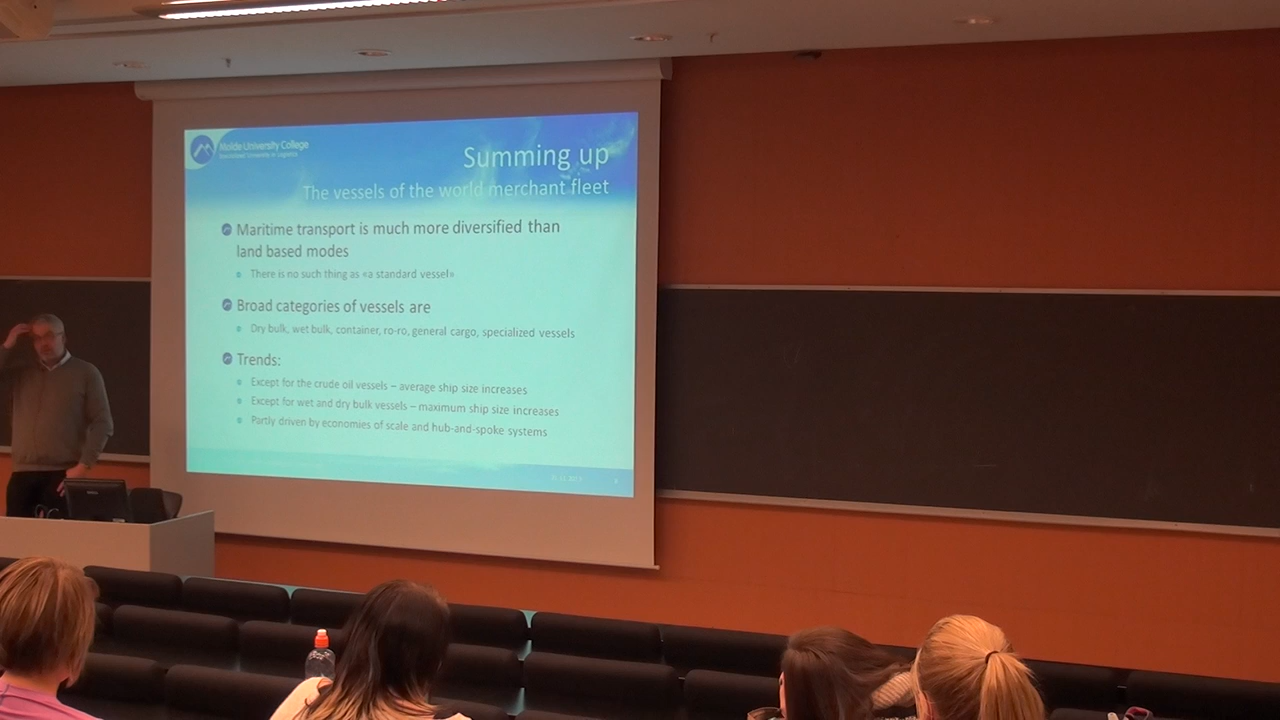 Molde University College
Specialized University in Logistics
Summing up
The vessels of the world merchant fleet
Maritime transport is much more diversified than
land based modes
There is no such thing as «a standard vessel»
Broad categories of vessels are
Dry bulk, wet bulk, container, ro-ro, general cargo, specialized vessels
Trends:
Except for the crude oil vessels – average ship size increases
Except for wet and dry bulk vessels – maximum ship size increases
Partly driven by economies of scale and hub-and-spoke systems